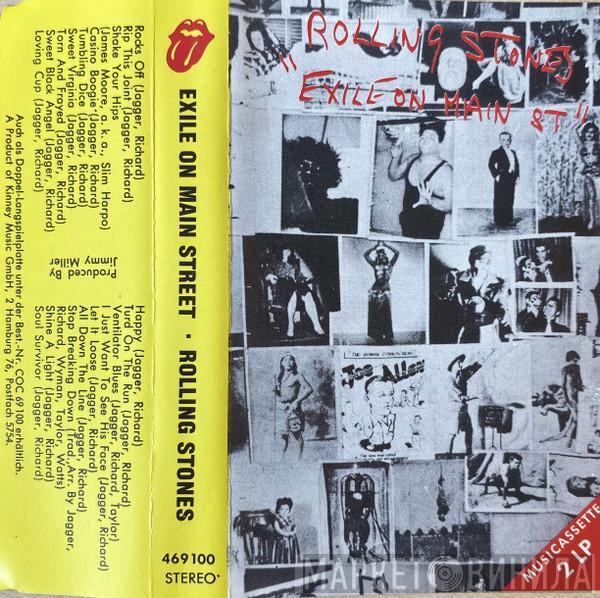 Rocks Off (Jagger, Richard)
Rip This Joint (Jagger, Richard)
Shake Your Hips
(James Moore, a. k. a., Slim Harpo)
Casino Boogie (Jagger, Richard)
Tumbling Dice (Jagger, Richard)
Sweet Virginia (Jagger, Richard)
Torn And Frayed (Jagger, Richard)
Sweet Black Angel (Jagger, Richard)
Loving Cup (Jagger, Richard)
Produced By
Jimmy Miller
Happy (Jagger, Richard)
Turd On The Run (Jagger, Richard)
Ventilator Blues (Jagger, Richard, Taylor)
I Just Want To See His Face (Jagger, Richard)
Let It Loose (Jagger, Richard)
All Down The Line (Jagger, Richard)
Stop Breaking Down (Trad., Arr. By Jagger,
Richard, Wyman, Taylor, Watts)
Shine A Light (Jagger, Richard)
Soul Survivor (Jagger, Richard)
Auch als Doppel-Langspielplatte unter der Best.-Nr. COC 69 100 erhältlich.
A Product of Kinney Music GmbH, 2 Hamburg 76, Postfach 5754.
EXILE ON MAIN STREET · ROLLING STONES
469 100
STEREO
"ROLLING STONES
EXILE ON MAIN ST"
Joe Allen
MUSICASSETTE
2 LP
МАРКЕТ ВИНИЛА